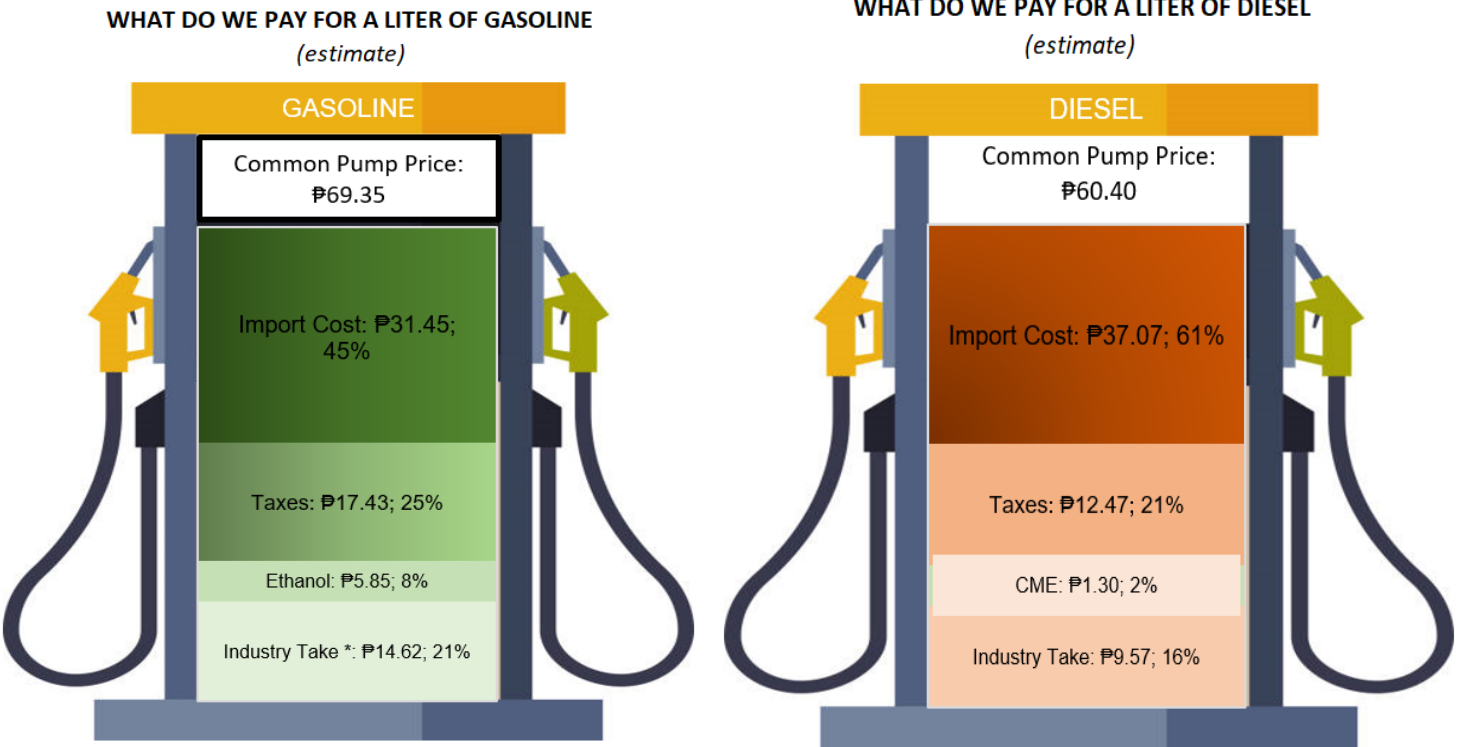 WHAT DO WE PAY FOR A LITER OF GASOLINE
(estimate)
GASOLINE
Common Pump Price:
₱69.35
Import Cost: ₱31.45;
45%
Taxes: ₱17.43; 25%
Ethanol: ₱5.85; 8%
Industry Take *: ₱14.62; 21%
WHAT DO WE PAY FOR A LITER OF DIESEL
(estimate)
DIESEL
Common Pump Price:
₱60.40
Import Cost: ₱37.07; 61%
Taxes: ₱12.47; 21%
CME: ₱1.30; 2%
Industry Take: ₱9.57; 16%